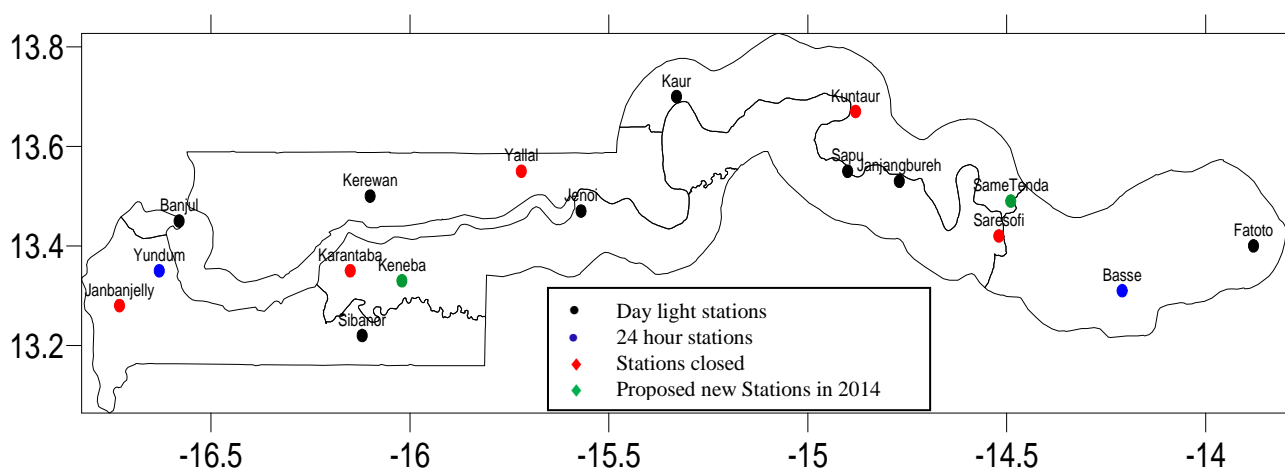 13.8
13.6
13.4
13.2
Kaur
Kuntaur
Yallal
Sapu
Janjangbureh
Kerewan
SameTenda
Jenoi
Banjul
Saresofi
Fatoto
Yundum
Karantaba
Keneba
Basse
Janbanjelly
Sibanor
Day light stations
24 hour stations
Stations closed
Proposed new Stations in 2014
-16.5 -16 -15.5 -15 -14.5 -14